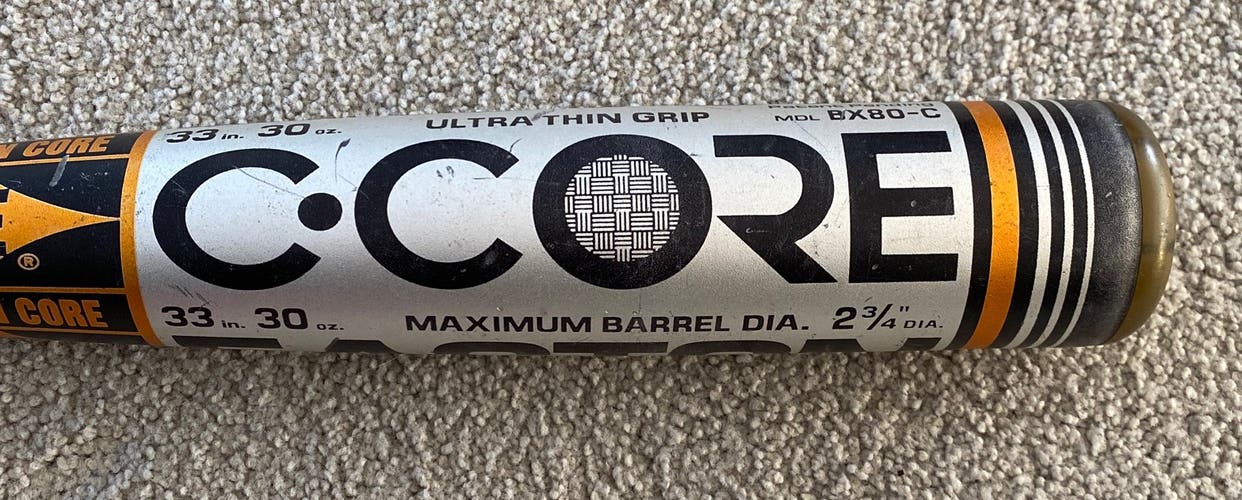 CORE
33 in. 30 oz.
ULTRA THIN GRIP
MDL BX80-C
C·CORE
®
CORE
33 in. 30 oz.
MAXIMUM BARREL DIA. 2 3/4" DIA.